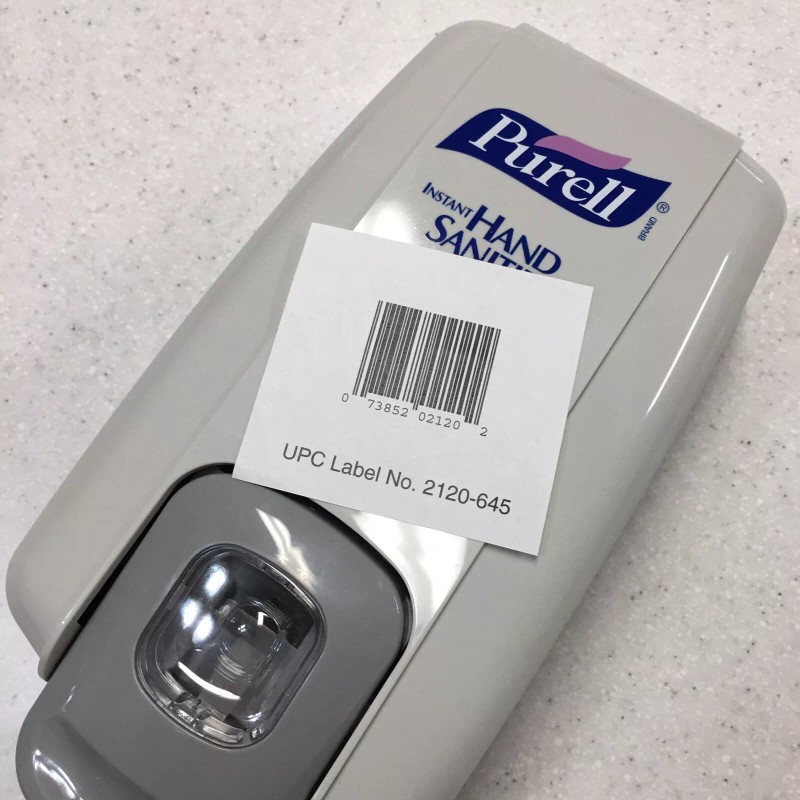 Purell®
BRAND
INSTANT HAND
SANITI
0 73852 02120 2
UPC Label No. 2120-645